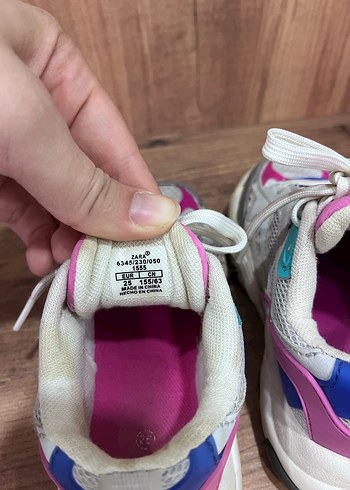 ZARA®
6345/230/050
1555
EUR CN
25 155/63
MADE IN CHINA
HECHO EN CHINA